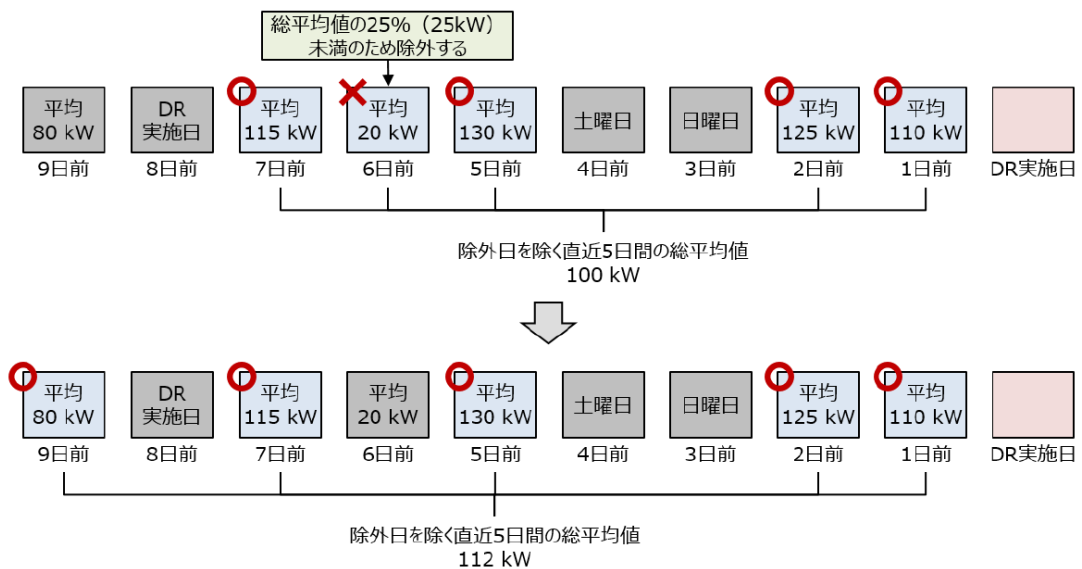 総平均値の25%（25kW）
未満のため除外する
平均
80 kW
DR
実施日
平均
115 kW
平均
20 kW
平均
130 kW
土曜日
日曜日
平均
125 kW
平均
110 kW
9日前
8日前
7日前
6日前
5日前
4日前
3日前
2日前
1日前
DR実施日
除外日を除く直近5日間の総平均値
100 kW
平均
80 kW
DR
実施日
平均
115 kW
平均
20 kW
平均
130 kW
土曜日
日曜日
平均
125 kW
平均
110 kW
9日前
8日前
7日前
6日前
5日前
4日前
3日前
2日前
1日前
DR実施日
除外日を除く直近5日間の総平均値
112 kW